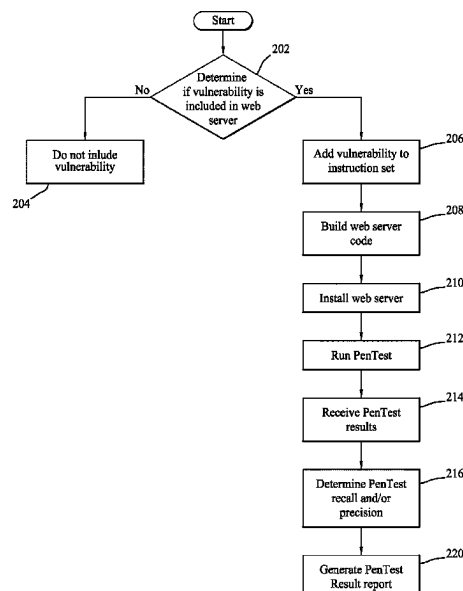 Start
202
Determine
if vulnerability is
included in web
server
No
Yes
Do not inlude
vulnerability
204
206
Add vulnerability to
instruction set
208
Build web server
code
210
Install web server
212
Run PenTest
214
Receive PenTest
results
216
Determine PenTest
recall and/or
precision
220
Generate PenTest
Result report